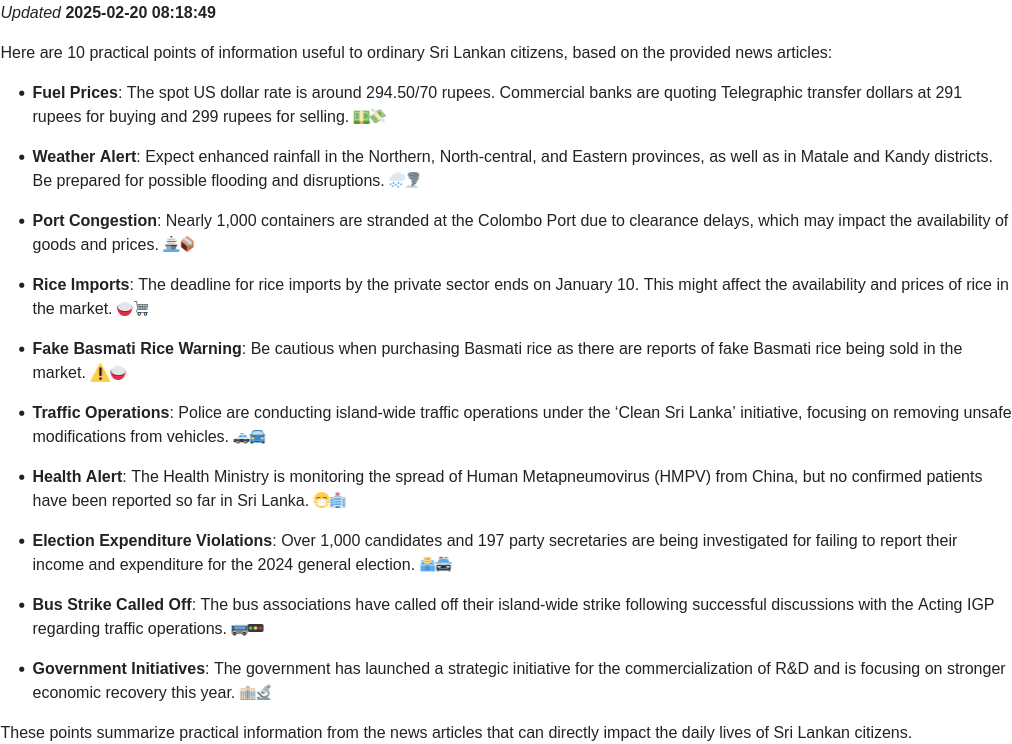 Updated 2025-02-20 08:18:49
Here are 10 practical points of information useful to ordinary Sri Lankan citizens, based on the provided news articles:
• Fuel Prices: The spot US dollar rate is around 294.50/70 rupees. Commercial banks are quoting Telegraphic transfer dollars at 291
rupees for buying and 299 rupees for selling. 💵💸
• Weather Alert: Expect enhanced rainfall in the Northern, North-central, and Eastern provinces, as well as in Matale and Kandy districts.
Be prepared for possible flooding and disruptions. 🌧️🌪️
• Port Congestion: Nearly 1,000 containers are stranded at the Colombo Port due to clearance delays, which may impact the availability of
goods and prices. 🚢📦
• Rice Imports: The deadline for rice imports by the private sector ends on January 10. This might affect the availability and prices of rice in
the market. 🍚🛒
• Fake Basmati Rice Warning: Be cautious when purchasing Basmati rice as there are reports of fake Basmati rice being sold in the
market. ⚠️🍚
• Traffic Operations: Police are conducting island-wide traffic operations under the ‘Clean Sri Lanka’ initiative, focusing on removing unsafe
modifications from vehicles. 🚓🚘
• Health Alert: The Health Ministry is monitoring the spread of Human Metapneumovirus (HMPV) from China, but no confirmed patients
have been reported so far in Sri Lanka. 😷🏥
• Election Expenditure Violations: Over 1,000 candidates and 197 party secretaries are being investigated for failing to report their
income and expenditure for the 2024 general election. 🗳️🚔
• Bus Strike Called Off: The bus associations have called off their island-wide strike following successful discussions with the Acting IGP
regarding traffic operations. 🚌🚥
• Government Initiatives: The government has launched a strategic initiative for the commercialization of R&D and is focusing on stronger
economic recovery this year. 🏛️🔬
These points summarize practical information from the news articles that can directly impact the daily lives of Sri Lankan citizens.